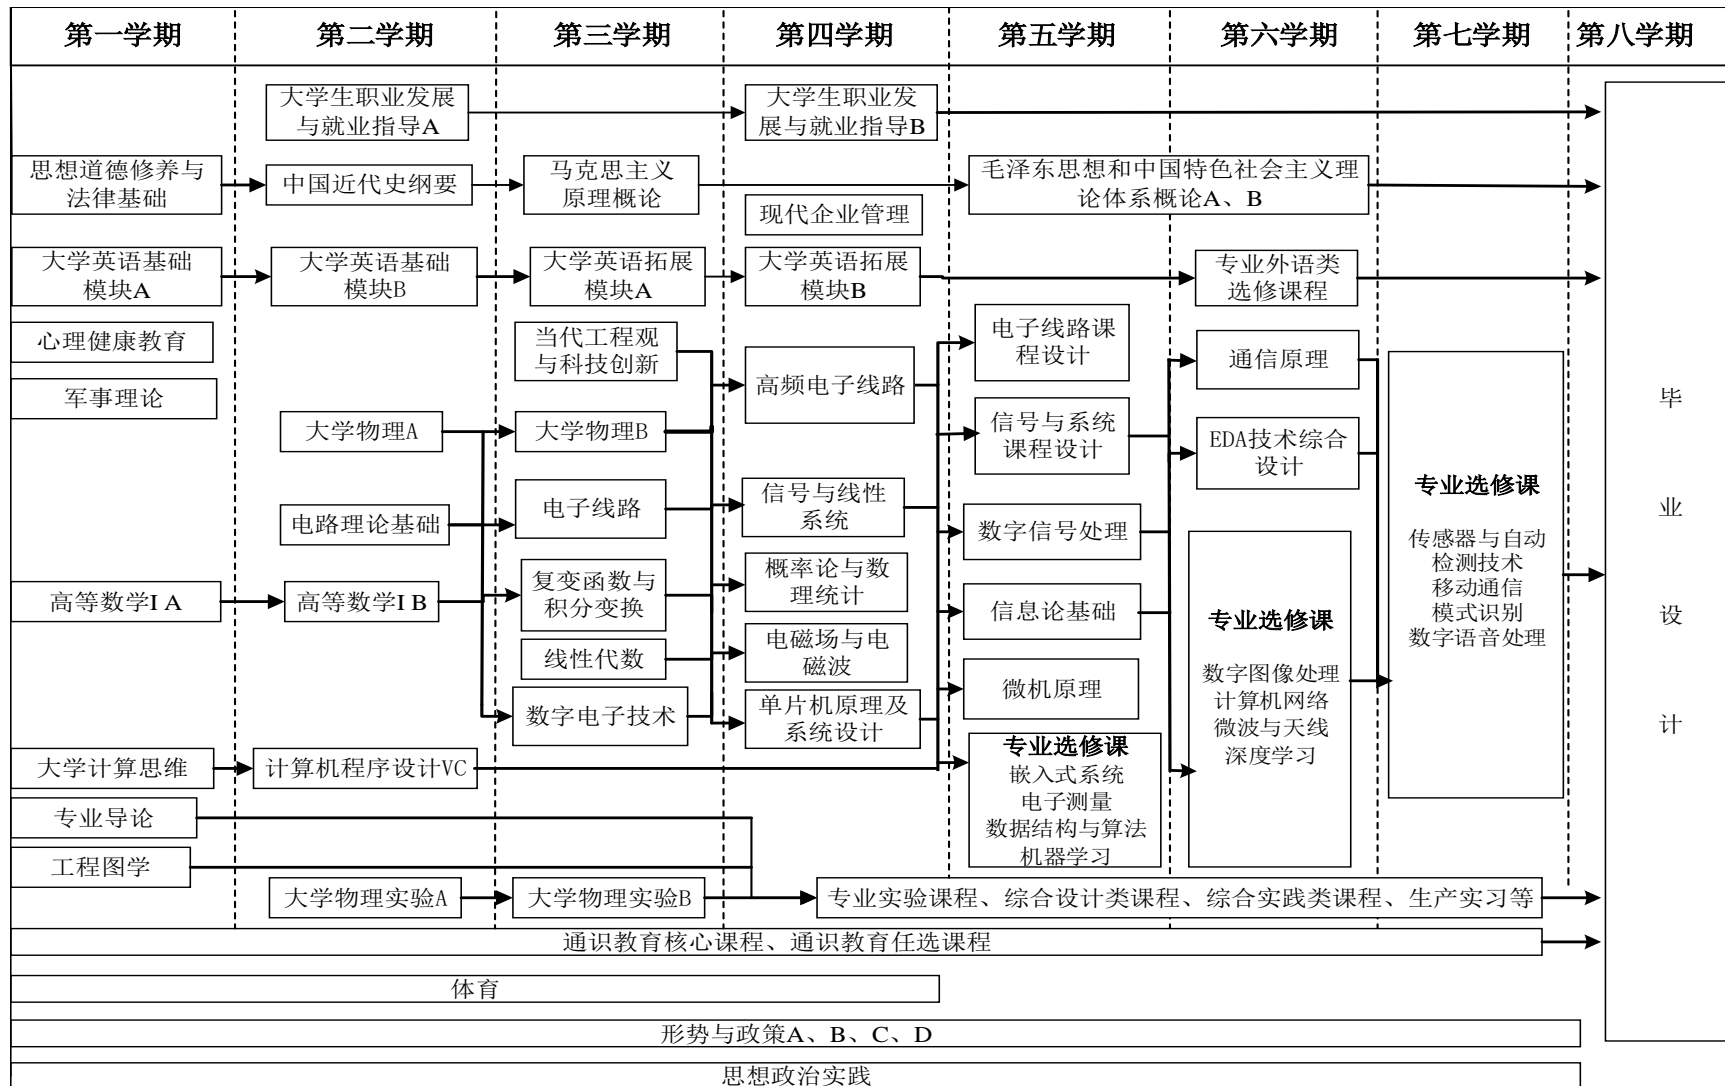 第一学期
第二学期
第三学期
第四学期
第五学期
第六学期
第七学期
第八学期
大学生职业发展
与就业指导A
大学生职业发
展与就业指导B
思想道德修养与
法律基础
中国近代史纲要
马克思主义
原理概论
毛泽东思想和中国特色社会主义理
论体系概论A、B
现代企业管理
大学英语基础
模块A
大学英语基础
模块B
大学英语拓展
模块A
大学英语拓展
模块B
专业外语类
选修课程
心理健康教育
军事理论
当代工程观
与科技创新
高频电子线路
电子线路课
程设计
通信原理
大学物理A
大学物理B
信号与系统
课程设计
EDA技术综合
设计
电路理论基础
电子线路
信号与线性
系统
数字信号处理
高等数学I A
高等数学I B
复变函数与
积分变换
概率论与数
理统计
信息论基础
线性代数
电磁场与电
磁波
微机原理
数字电子技术
单片机原理及
系统设计
大学计算思维
计算机程序设计VC
专业选修课
嵌入式系统
电子测量
数据结构与算法
机器学习
专业选修课
数字图像处理
计算机网络
微波与天线
深度学习
专业选修课
传感器与自动
检测技术
移动通信
模式识别
数字语音处理
毕
业
设
计
专业导论
工程图学
大学物理实验A
大学物理实验B
专业实验课程、综合设计类课程、综合实践类课程、生产实习等
通识教育核心课程、通识教育任选课程
体育
形势与政策A、B、C、D
思想政治实践